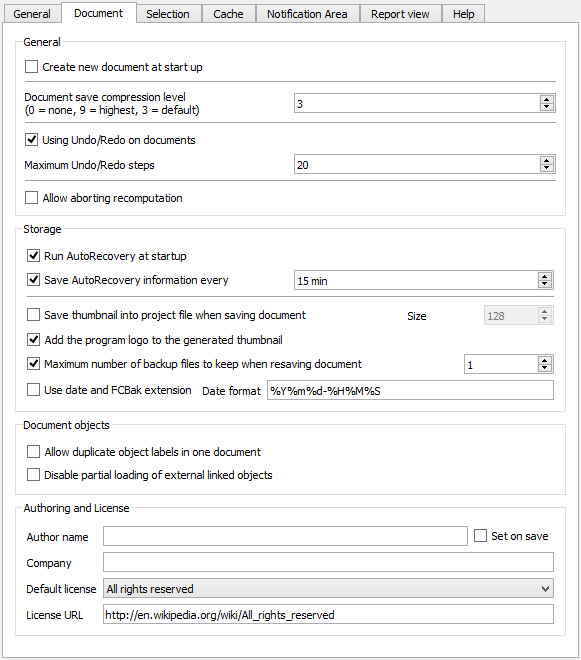 General Document Selection Cache Notification Area Report view Help
General
Create new document at start up
Document save compression level
(0 = none, 9 = highest, 3 = default)
3
Using Undo/Redo on documents
Maximum Undo/Redo steps 20
Allow aborting recomputation
Storage
Run AutoRecovery at startup
Save AutoRecovery information every 15 min
Save thumbnail into project file when saving document Size 128
Add the program logo to the generated thumbnail
Maximum number of backup files to keep when resaving document 1
Use date and FCBak extension Date format %Y%m%d-%H%M%S
Document objects
Allow duplicate object labels in one document
Disable partial loading of external linked objects
Authoring and License
Author name Set on save
Company
Default license All rights reserved
License URL http://en.wikipedia.org/wiki/All_rights_reserved